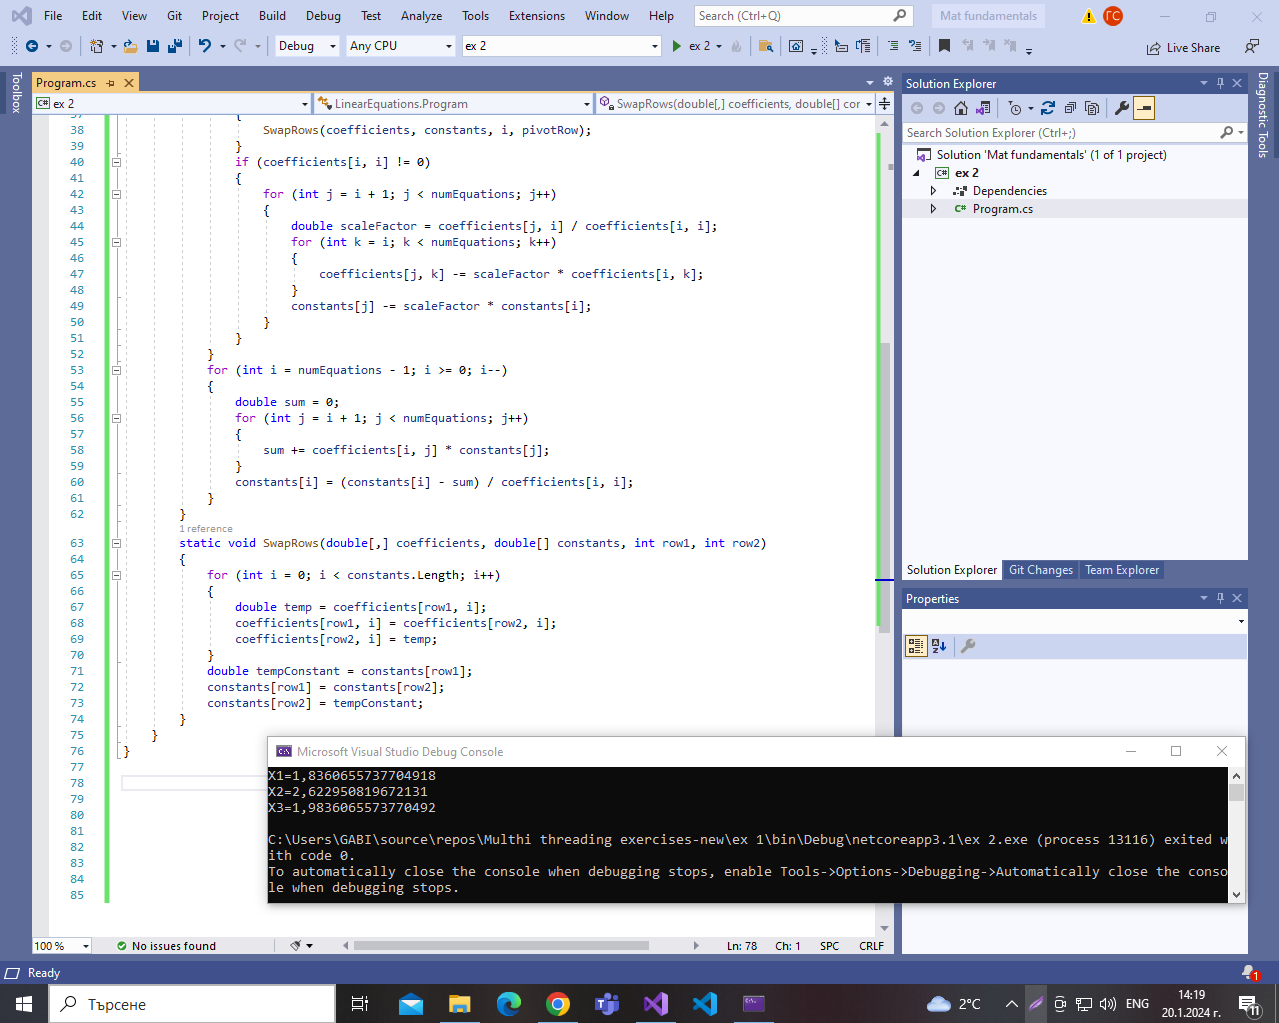 File Edit View Git Project Build Debug Test Analyze Tools Extensions Window Help Search (Ctrl+Q) Mat fundamentals ГС
Debug Any CPU ex 2 ex 2 Live Share
Toolbox
Program.cs
ex 2 LinearEquations.Program SwapRows(double[,] coefficients, double[] cor
38 SwapRows(coefficients, constants, i, pivotRow);
39 }
40 if (coefficients[i, i] != 0)
41 {
42 for (int j = i + 1; j < numEquations; j++)
43 {
44 double scaleFactor = coefficients[j, i] / coefficients[i, i];
45 for (int k = i; k < numEquations; k++)
46 {
47 coefficients[j, k] -= scaleFactor * coefficients[i, k];
48 }
49 constants[j] -= scaleFactor * constants[i];
50 }
51 }
52 }
53 for (int i = numEquations - 1; i >= 0; i--)
54 {
55 double sum = 0;
56 for (int j = i + 1; j < numEquations; j++)
57 {
58 sum += coefficients[i, j] * constants[j];
59 }
60 constants[i] = (constants[i] - sum) / coefficients[i, i];
61 }
62 }
1 reference
63 static void SwapRows(double[,] coefficients, double[] constants, int row1, int row2)
64 {
65 for (int i = 0; i < constants.Length; i++)
66 {
67 double temp = coefficients[row1, i];
68 coefficients[row1, i] = coefficients[row2, i];
69 coefficients[row2, i] = temp;
70 }
71 double tempConstant = constants[row1];
72 constants[row1] = constants[row2];
73 constants[row2] = tempConstant;
74 }
75 }
76 }
77
78
79
80
81
82
83
84
85
Solution Explorer
Search Solution Explorer (Ctrl+;)
Solution 'Mat fundamentals' (1 of 1 project)
ex 2
Dependencies
Program.cs
Solution Explorer Git Changes Team Explorer
Properties
Diagnostic Tools
Microsoft Visual Studio Debug Console
X1=1,8360655737704918
X2=2,622950819672131
X3=1,9836065573770492
C:\Users\GABI\source\repos\Multhi threading exercises-new\ex 1\bin\Debug\netcoreapp3.1\ex 2.exe (process 13116) exited w
ith code 0.
To automatically close the console when debugging stops, enable Tools->Options->Debugging->Automatically close the conso
le when debugging stops.
100 % No issues found Ln: 78 Ch: 1 SPC CRLF
Ready 1
Търсене 2°C ENG 14:19 11
20.1.2024 г.